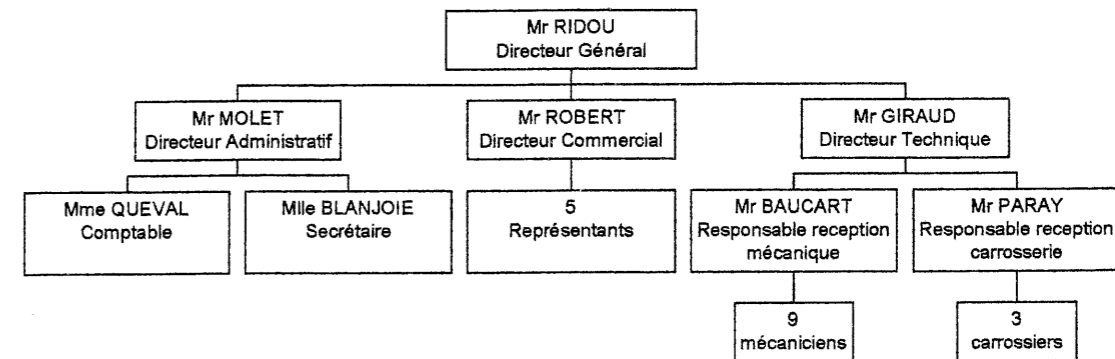 Mr RIDOU
Directeur Général
Mr MOLET
Directeur Administratif
Mr ROBERT
Directeur Commercial
Mr GIRAUD
Directeur Technique
Mme QUEVAL
Comptable
Mlle BLANJOIE
Secrétaire
5
Représentants
Mr BAUCART
Responsable reception
mécanique
Mr PARAY
Responsable reception
carrosserie
9
mécaniciens
3
carrossiers